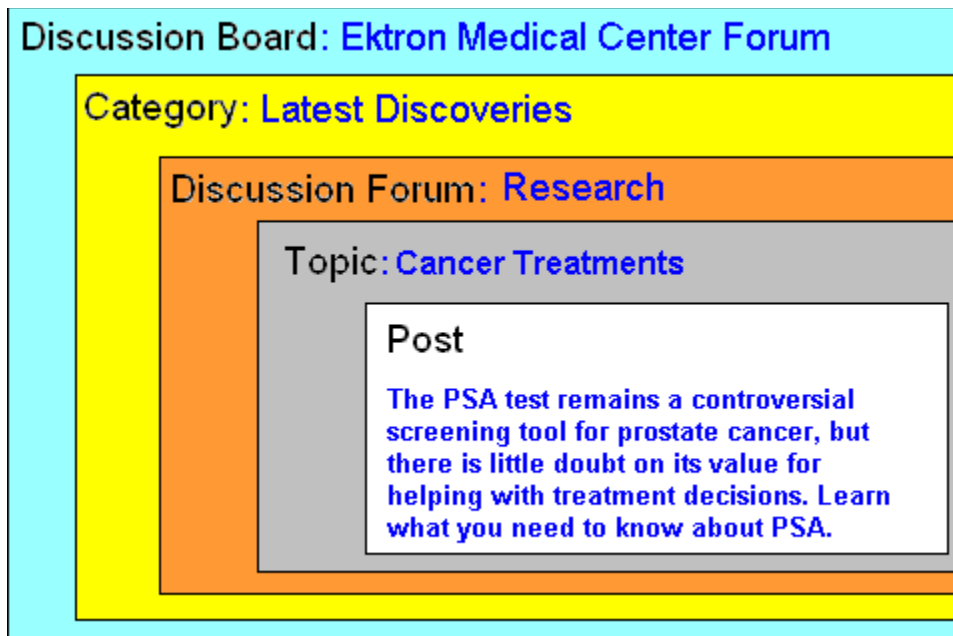 Discussion Board: Ektron Medical Center Forum
Category: Latest Discoveries
Discussion Forum: Research
Topic: Cancer Treatments
Post
The PSA test remains a controversial
screening tool for prostate cancer, but
there is little doubt on its value for
helping with treatment decisions. Learn
what you need to know about PSA.